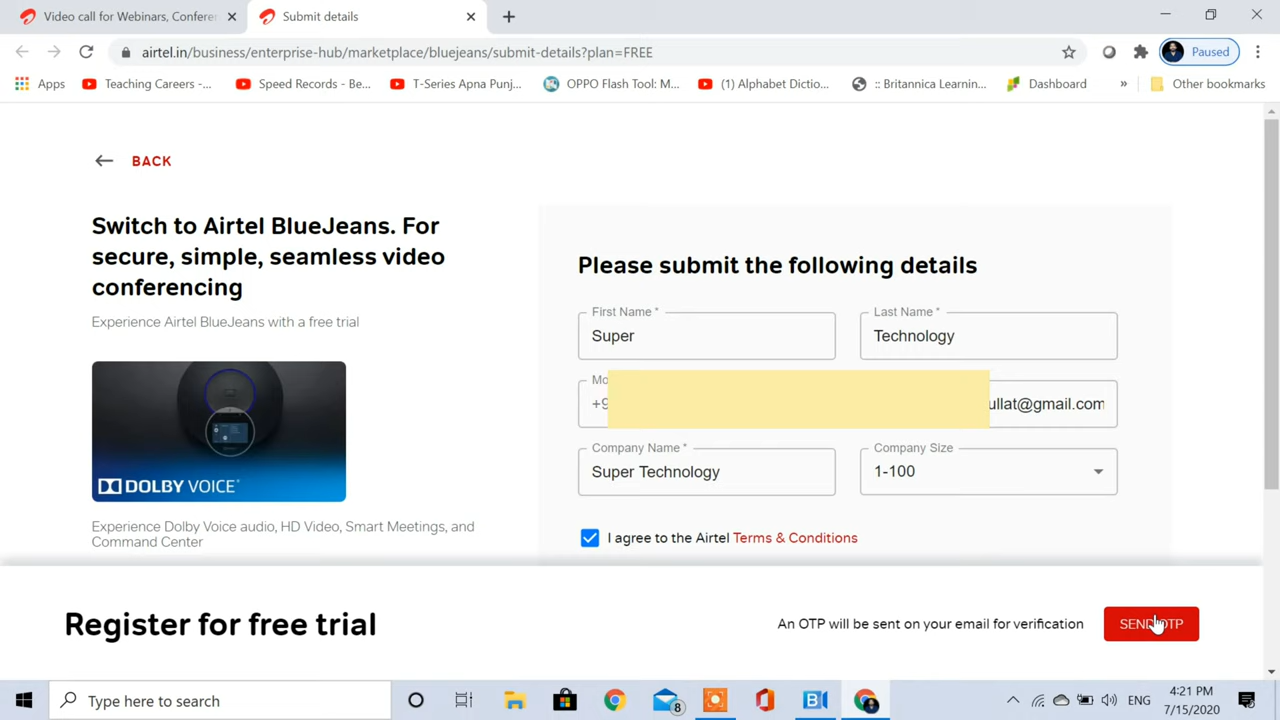 Video call for Webinars, Conferen
Submit details
airtel.in/business/enterprise-hub/marketplace/bluejeans/submit-details?plan=FREE
Paused
Apps
Teaching Careers -...
Speed Records - Be...
T-Series Apna Punj...
OPPO Flash Tool: M...
(1) Alphabet Dictio...
:: Britannica Learnin...
Dashboard
»
Other bookmarks
BACK
Switch to Airtel BlueJeans. For
secure, simple, seamless video
conferencing
Experience Airtel BlueJeans with a free trial
DOLBY VOICE®
Experience Dolby Voice audio, HD Video, Smart Meetings, and
Command Center
Please submit the following details
First Name *
Super
Last Name *
Technology
Mo
+9
ullat@gmail.com
Company Name *
Super Technology
Company Size
1-100
I agree to the Airtel Terms & Conditions
Register for free trial
An OTP will be sent on your email for verification
SEND OTP
Type here to search
8
ENG
4:21 PM
7/15/2020